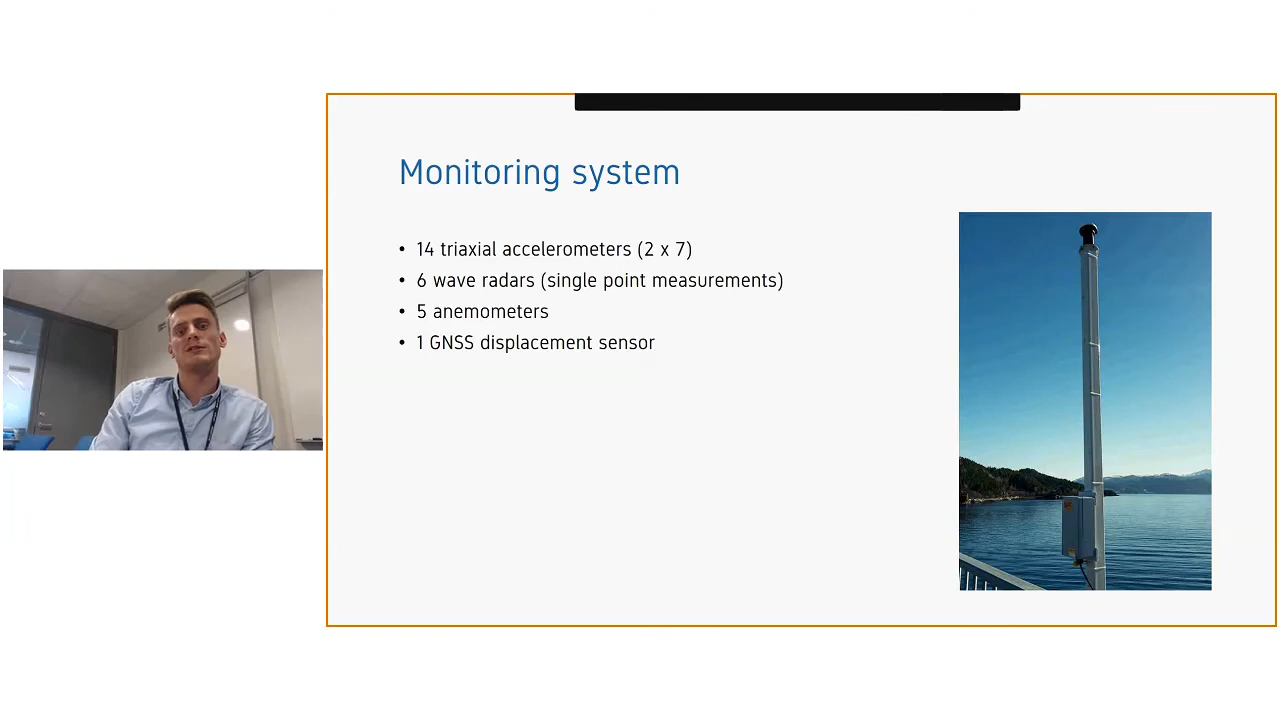 Monitoring system
• 14 triaxial accelerometers (2 x 7)
• 6 wave radars (single point measurements)
• 5 anemometers
• 1 GNSS displacement sensor